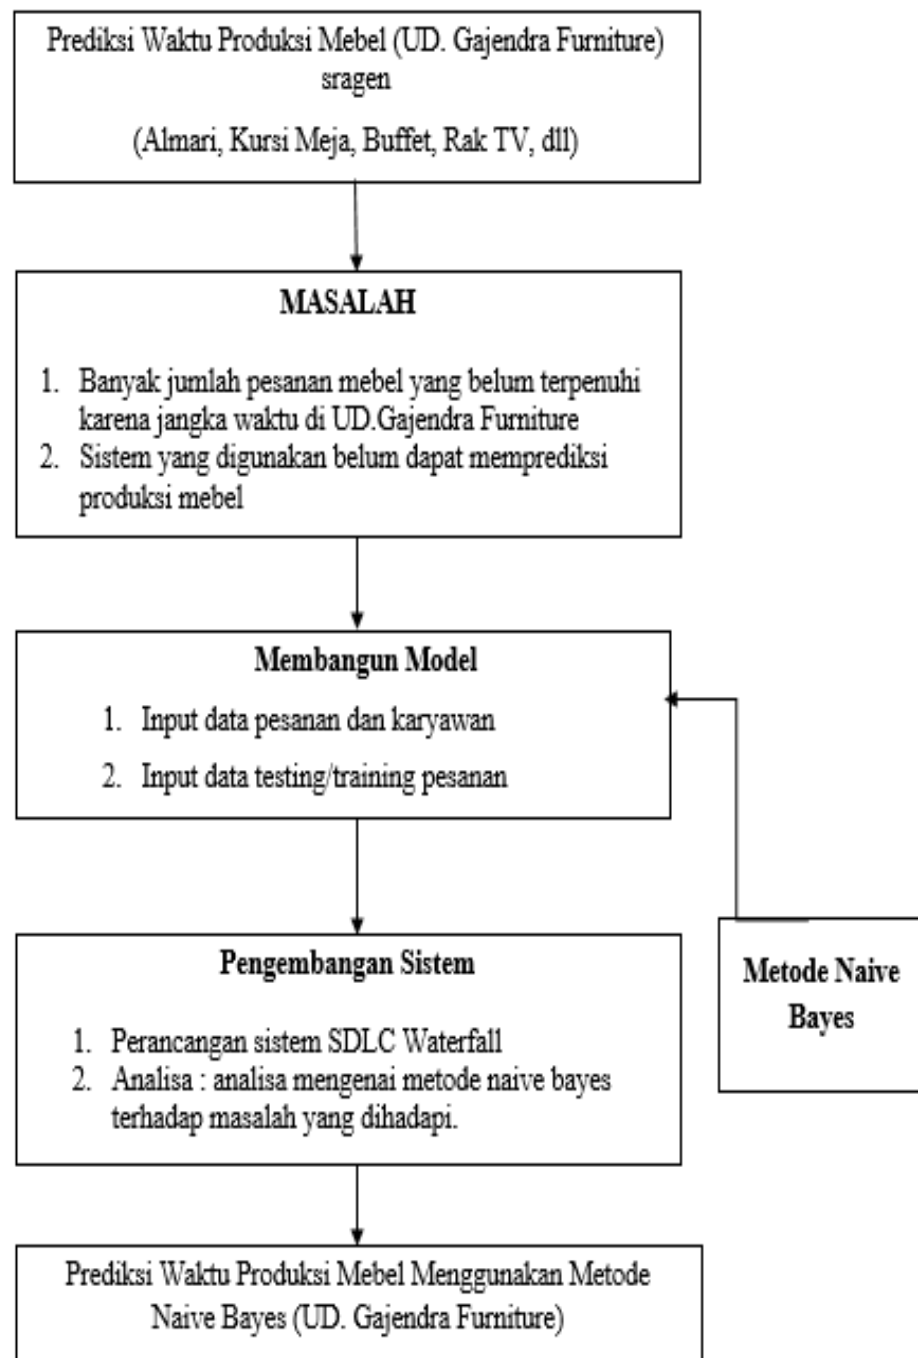 Prediksi Waktu Produksi Mebel (UD. Gajendra Furniture)
sragen
(Almari, Kursi Meja, Buffet, Rak TV, dll)
MASALAH
1. Banyak jumlah pesanan mebel yang belum terpenuhi
karena jangka waktu di UD.Gajendra Furniture
2. Sistem yang digunakan belum dapat memprediksi
produksi mebel
Membangun Model
1. Input data pesanan dan karyawan
2. Input data testing/training pesanan
Metode Naive
Bayes
Pengembangan Sistem
1. Perancangan sistem SDLC Waterfall
2. Analisa : analisa mengenai metode naive bayes
terhadap masalah yang dihadapi.
Prediksi Waktu Produksi Mebel Menggunakan Metode
Naive Bayes (UD. Gajendra Furniture)